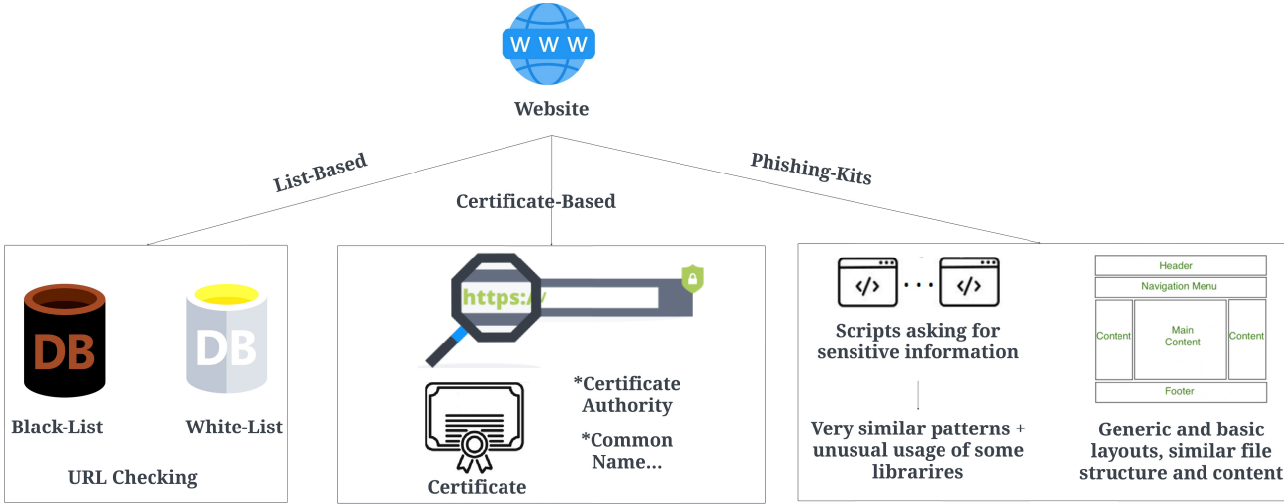 WWW
Website
List-Based
Certificate-Based
Phishing-Kits
DB
DB
Black-List
White-List
URL Checking
https://
*Certificate
Authority
*Common
Name...
Certificate
</>
...
</>
Scripts asking for
sensitive information
Very similar patterns +
unusual usage of some
librarires
Header
Navigation Menu
Content
Main
Content
Content
Footer
Generic and basic
layouts, similar file
structure and content